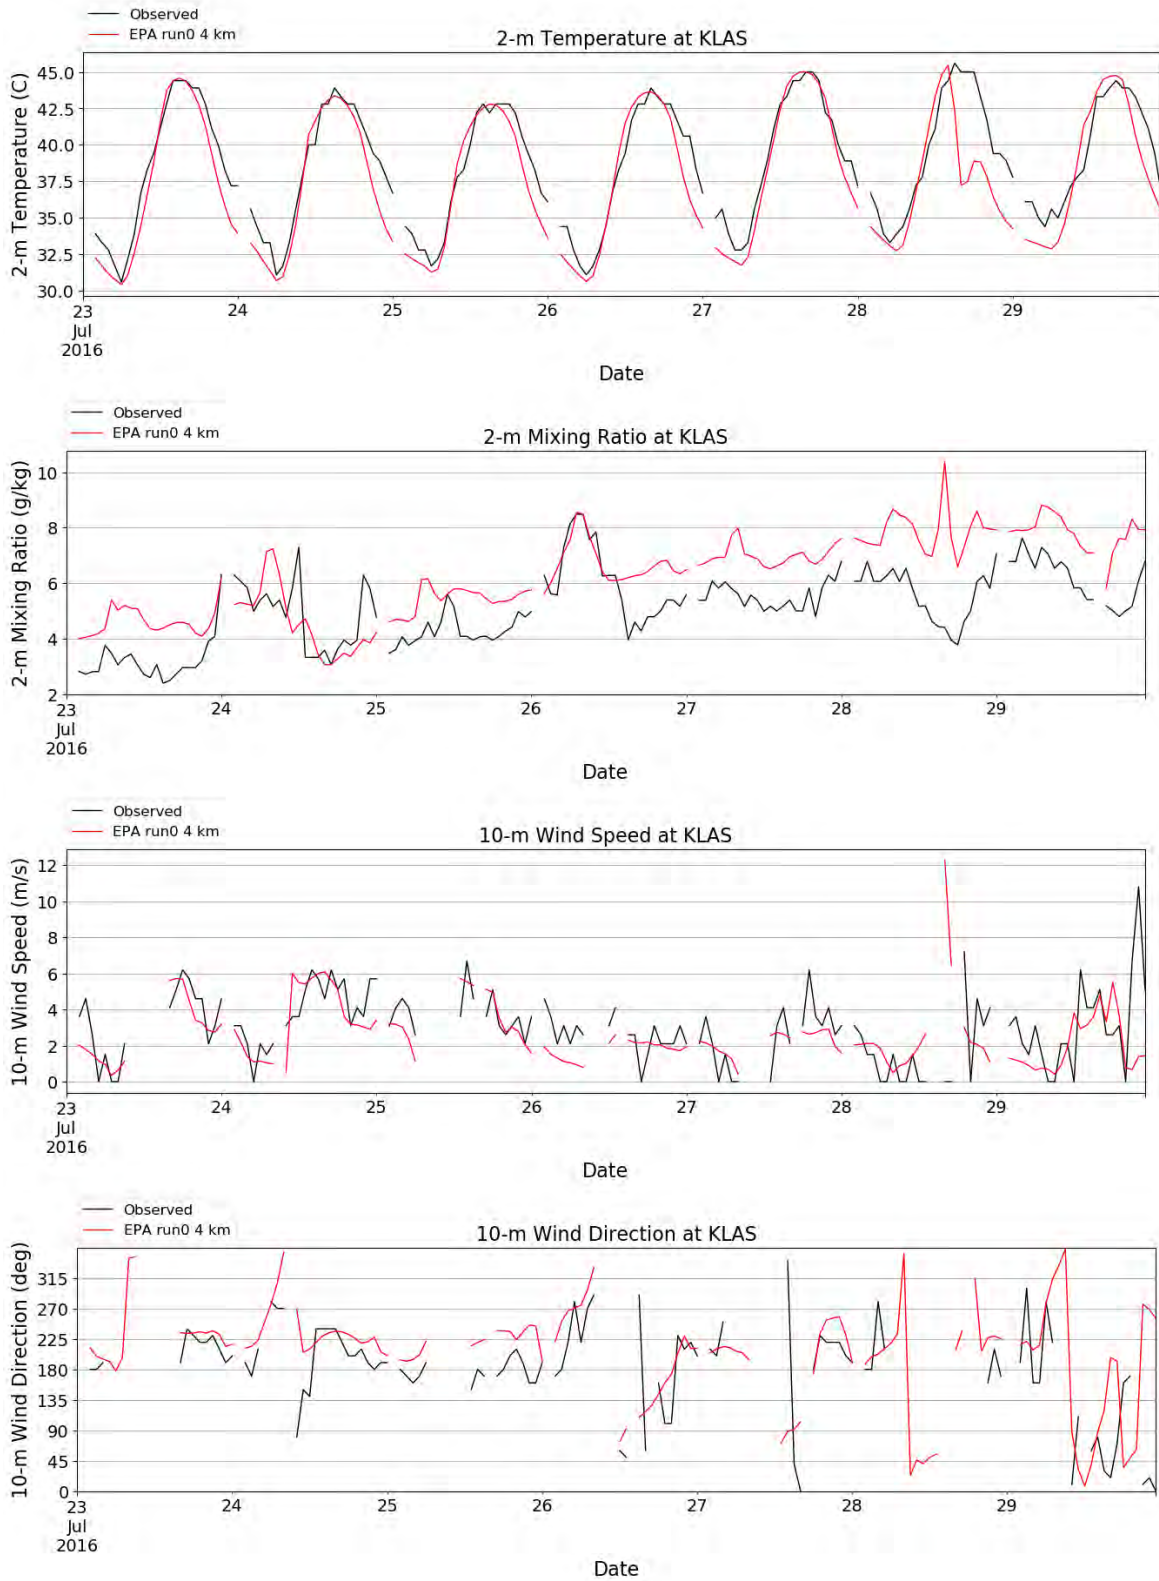 Observed
EPA run0 4 km
2-m Temperature at KLAS
2-m Temperature (C)
45.0
42.5
40.0
37.5
35.0
32.5
30.0
23 24 25 26 27 28 29
Jul
2016
Date
Observed
EPA run0 4 km
2-m Mixing Ratio at KLAS
2-m Mixing Ratio (g/kg)
10
8
6
4
2
23 24 25 26 27 28 29
Jul
2016
Date
Observed
EPA run0 4 km
10-m Wind Speed at KLAS
10-m Wind Speed (m/s)
12
10
8
6
4
2
0
23 24 25 26 27 28 29
Jul
2016
Date
Observed
EPA run0 4 km
10-m Wind Direction at KLAS
10-m Wind Direction (deg)
315
270
225
180
135
90
45
0
23 24 25 26 27 28 29
Jul
2016
Date